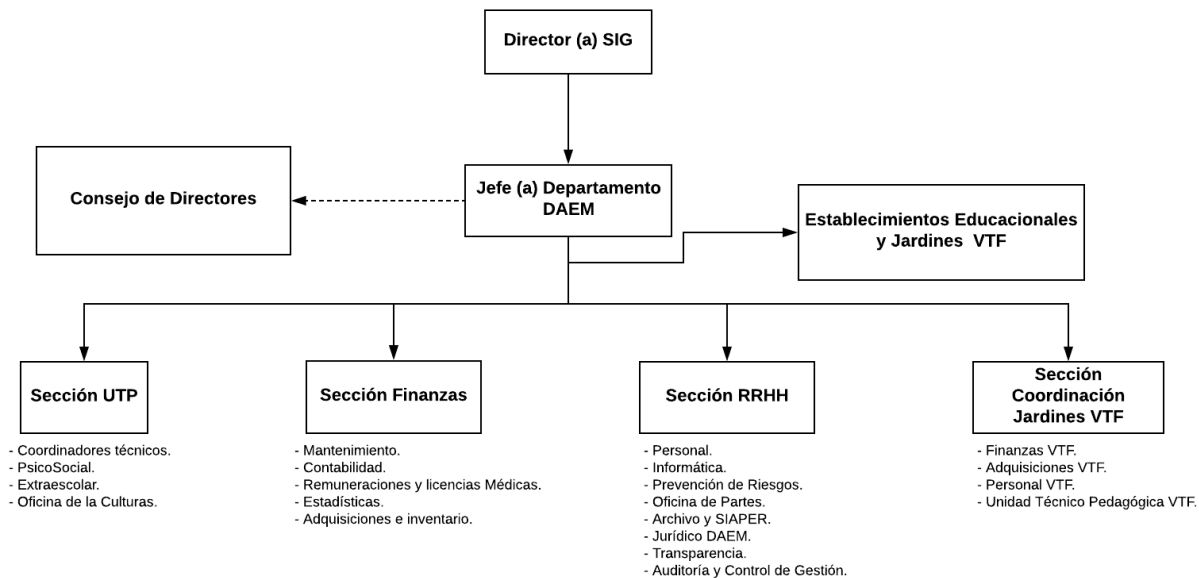 Director (a) SIG
Consejo de Directores
Jefe (a) Departamento
DAEM
Establecimientos Educacionales
y Jardines VTF
Sección UTP
- Coordinadores técnicos.
- PsicoSocial.
- Extraescolar.
- Oficina de la Culturas.
Sección Finanzas
- Mantenimiento.
- Contabilidad.
- Remuneraciones y licencias Médicas.
- Estadísticas.
- Adquisiciones e inventario.
Sección RRHH
- Personal.
- Informática.
- Prevención de Riesgos.
- Oficina de Partes.
- Archivo y SIAPER.
- Jurídico DAEM.
- Transparencia.
- Auditoría y Control de Gestión.
Sección
Coordinación
Jardines VTF
- Finanzas VTF.
- Adquisiciones VTF.
- Personal VTF.
- Unidad Técnico Pedagógica VTF.